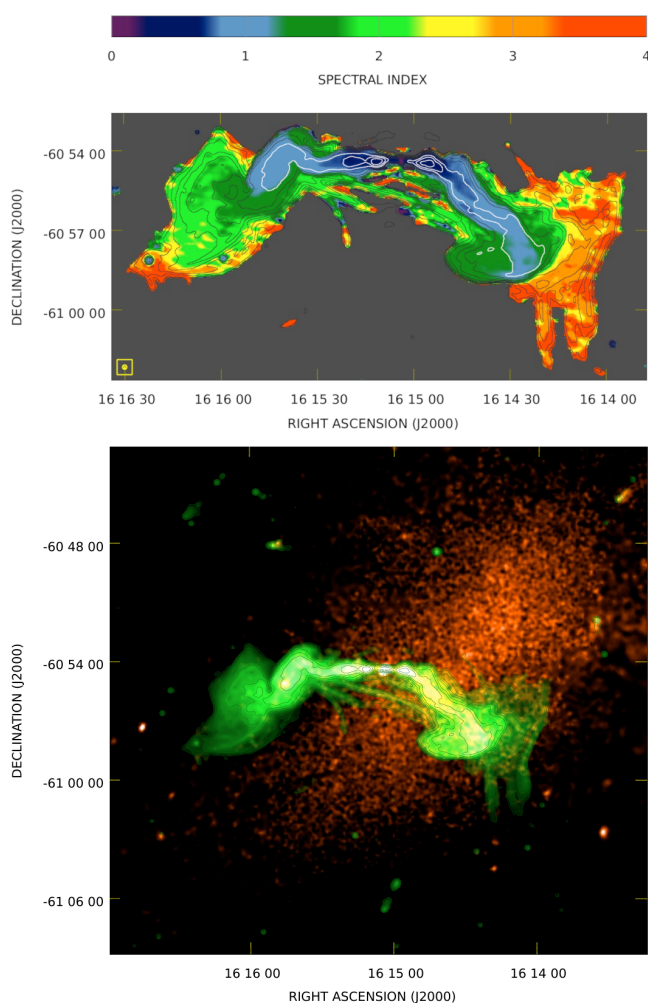 0 1 2 3 4
SPECTRAL INDEX
-60 54 00
-60 57 00
-61 00 00
DECLINATION (J2000)
16 16 30 16 16 00 16 15 30 16 15 00 16 14 30 16 14 00
RIGHT ASCENSION (J2000)
-60 48 00
-60 54 00
-61 00 00
-61 06 00
DECLINATION (J2000)
16 16 00 16 15 00 16 14 00
RIGHT ASCENSION (J2000)